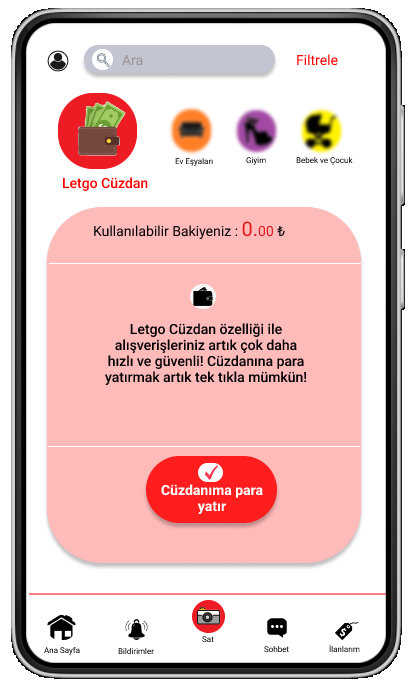 Ara
Filtrele
Letgo Cüzdan
Ev Eşyaları
Giyim
Bebek ve Çocuk
Kullanılabilir Bakiyeniz : 0.00 ₺
Letgo Cüzdan özelliği ile
alışverişleriniz artık çok daha
hızlı ve güvenli! Cüzdanına para
yatırmak artık tek tıkla mümkün!
Cüzdanıma para
yatır
Ana Sayfa
Bildirimler
Sat
Sohbet
İlanlarım